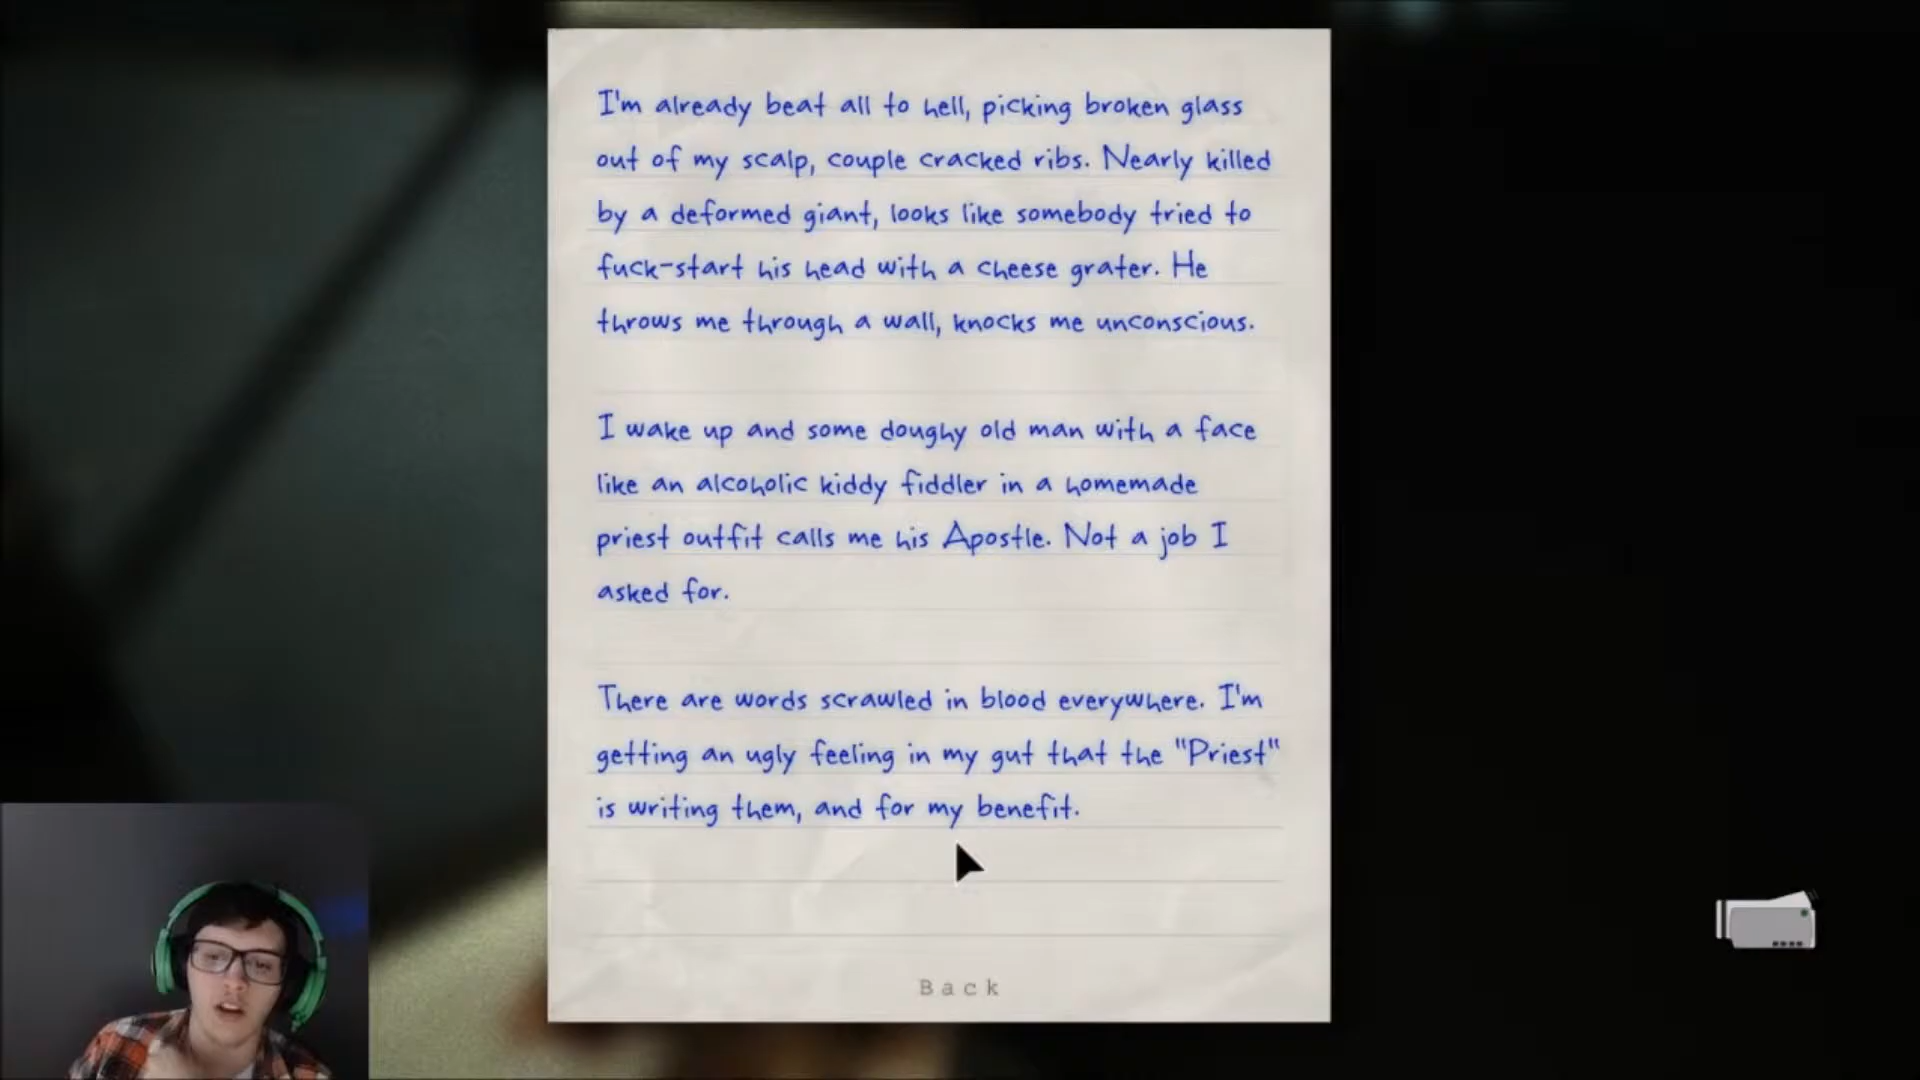 I'm already beat all to hell, picking broken glass
out of my scalp, couple cracked ribs. Nearly killed
by a deformed giant, looks like somebody tried to
fuck-start his head with a cheese grater. He
throws me through a wall, knocks me unconscious.
I wake up and some doughy old man with a face
like an alcoholic kiddy fiddler in a homemade
priest outfit calls me his Apostle. Not a job I
asked for.
There are words scrawled in blood everywhere. I'm
getting an ugly feeling in my gut that the "Priest"
is writing them, and for my benefit.
Back